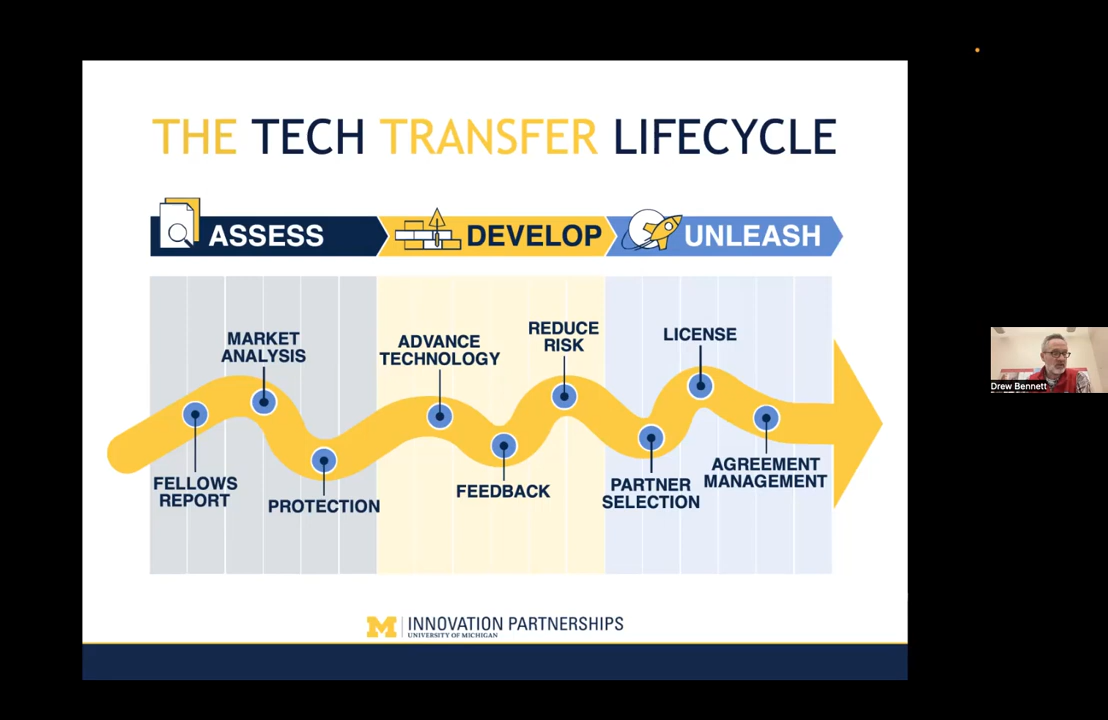 THE TECH TRANSFER LIFECYCLE
ASSESS
DEVELOP
UNLEASH
FELLOWS
REPORT
MARKET
ANALYSIS
PROTECTION
ADVANCE
TECHNOLOGY
FEEDBACK
REDUCE
RISK
PARTNER
SELECTION
LICENSE
AGREEMENT
MANAGEMENT
M INNOVATION PARTNERSHIPS
UNIVERSITY OF MICHIGAN
Drew Bennett